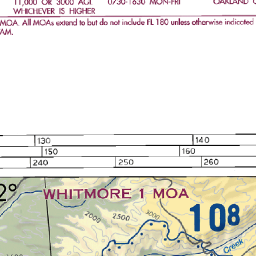 11,000 OR 3000 AGL 0730-1630 MON-FRI OAKLAND
WHICHEVER IS HIGHER
MOA. All MOAs extend to but do not include FL 180 unless otherwise indicated
AM.
130 140
150 160
240 250 260
2° WHITMORE 1 MOA
2000 2500 3000
10⁸
Creek